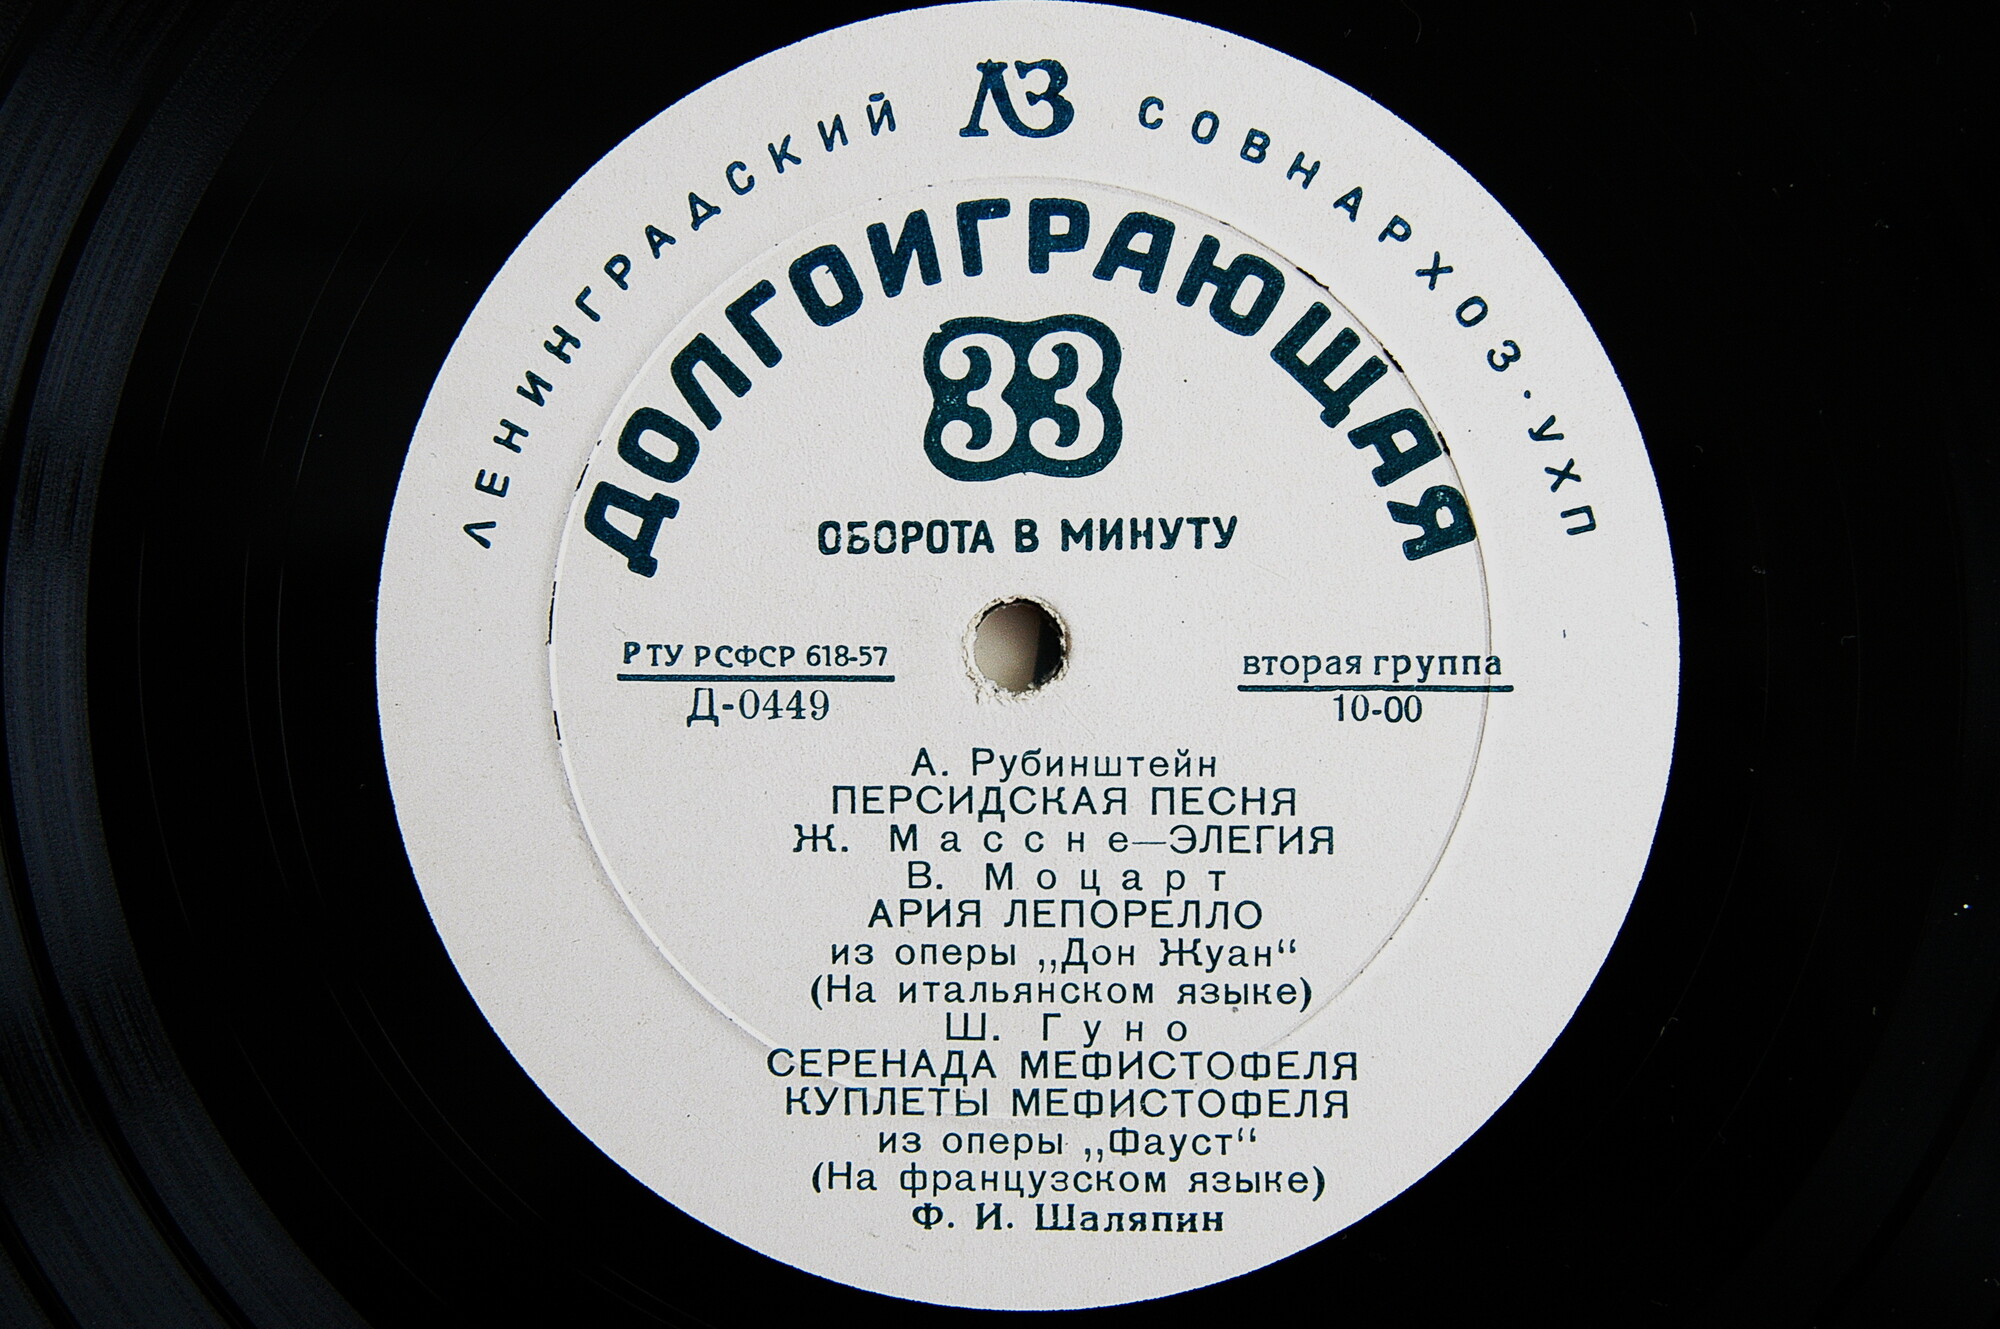 ЛЕНИНГРАДСКИЙ ЛЗ СОВНАРХОЗ·УХП
ДОЛГОИГРАЮЩАЯ
33
ОБОРОТА В МИНУТУ
РТУ РСФСР 618-57
Д-0449
вторая группа
10-00
А. Рубинштейн
ПЕРСИДСКАЯ ПЕСНЯ
Ж. Массне—ЭЛЕГИЯ
В. Моцарт
АРИЯ ЛЕПОРЕЛЛО
из оперы „Дон Жуан“
(На итальянском языке)
Ш. Гуно
СЕРЕНАДА МЕФИСТОФЕЛЯ
КУПЛЕТЫ МЕФИСТОФЕЛЯ
из оперы „Фауст“
(На французском языке)
Ф. И. Шаляпин